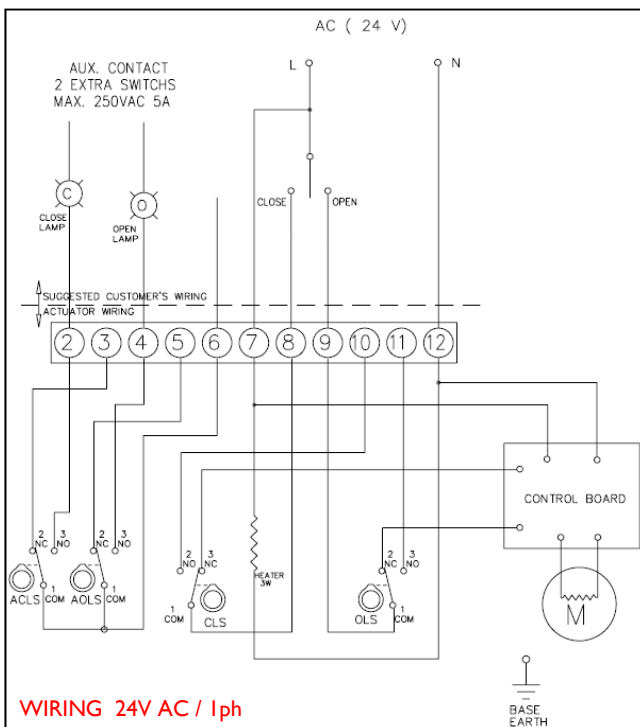 AC ( 24 V)
AUX. CONTACT
2 EXTRA SWITCHS
MAX. 250VAC 5A
L
N
C
CLOSE
LAMP
O
OPEN
LAMP
CLOSE
OPEN
SUGGESTED CUSTOMER'S WIRING
ACTUATOR WIRING
2 3 4 5 6 7 8 9 10 11 12
CONTROL BOARD
2
NC
3
NO
1
COM
ACLS
2
NC
3
NO
1
COM
AOLS
2
NO
3
NC
1
COM
CLS
HEATER
3W
2
NC
3
NO
1
COM
OLS
M
BASE
EARTH
WIRING 24V AC / 1ph